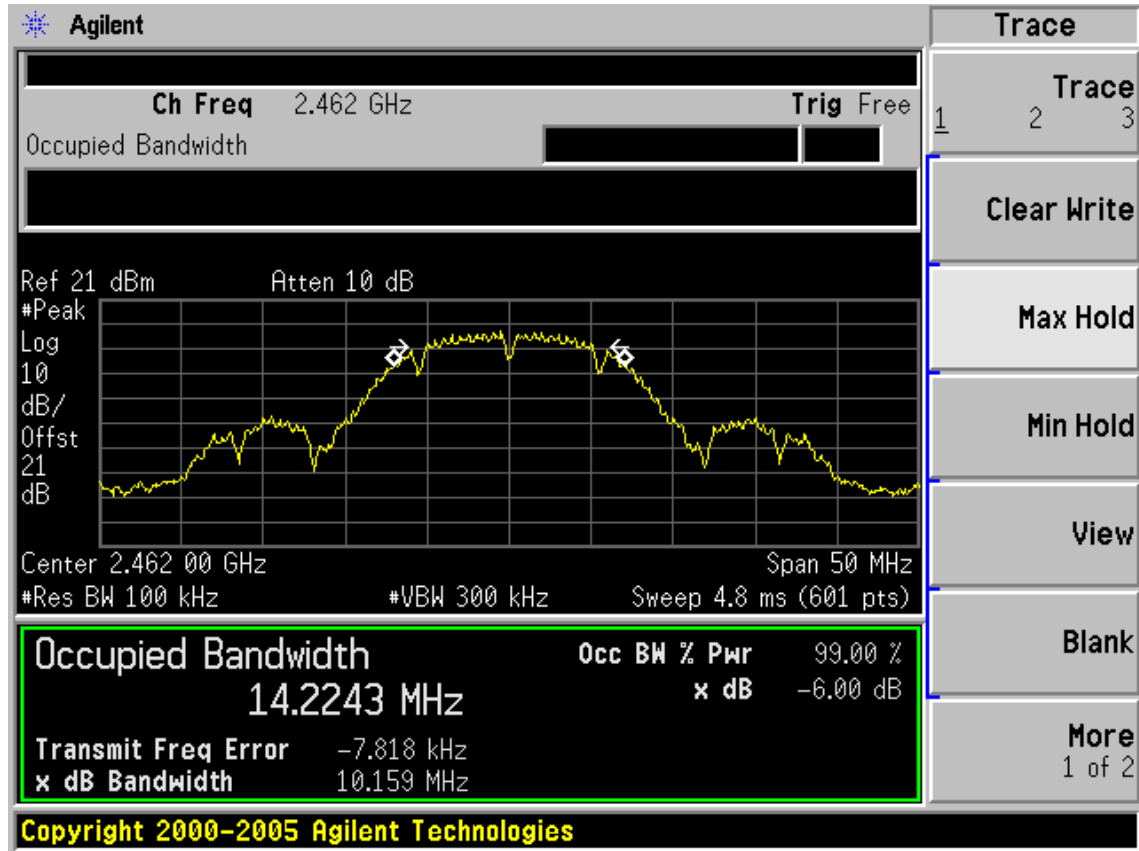 Agilent
Ch Freq 2.462 GHz Trig Free
Occupied Bandwidth
Ref 21 dBm Atten 10 dB
#Peak
Log
10
dB/
Offst
21
dB
Center 2.462 00 GHz Span 50 MHz
#Res BW 100 kHz #VBW 300 kHz Sweep 4.8 ms (601 pts)
Occupied Bandwidth
14.2243 MHz
Occ BW % Pwr 99.00 %
x dB -6.00 dB
Transmit Freq Error -7.818 kHz
x dB Bandwidth 10.159 MHz
Copyright 2000-2005 Agilent Technologies
Trace
Trace
1 2 3
Clear Write
Max Hold
Min Hold
View
Blank
More
1 of 2